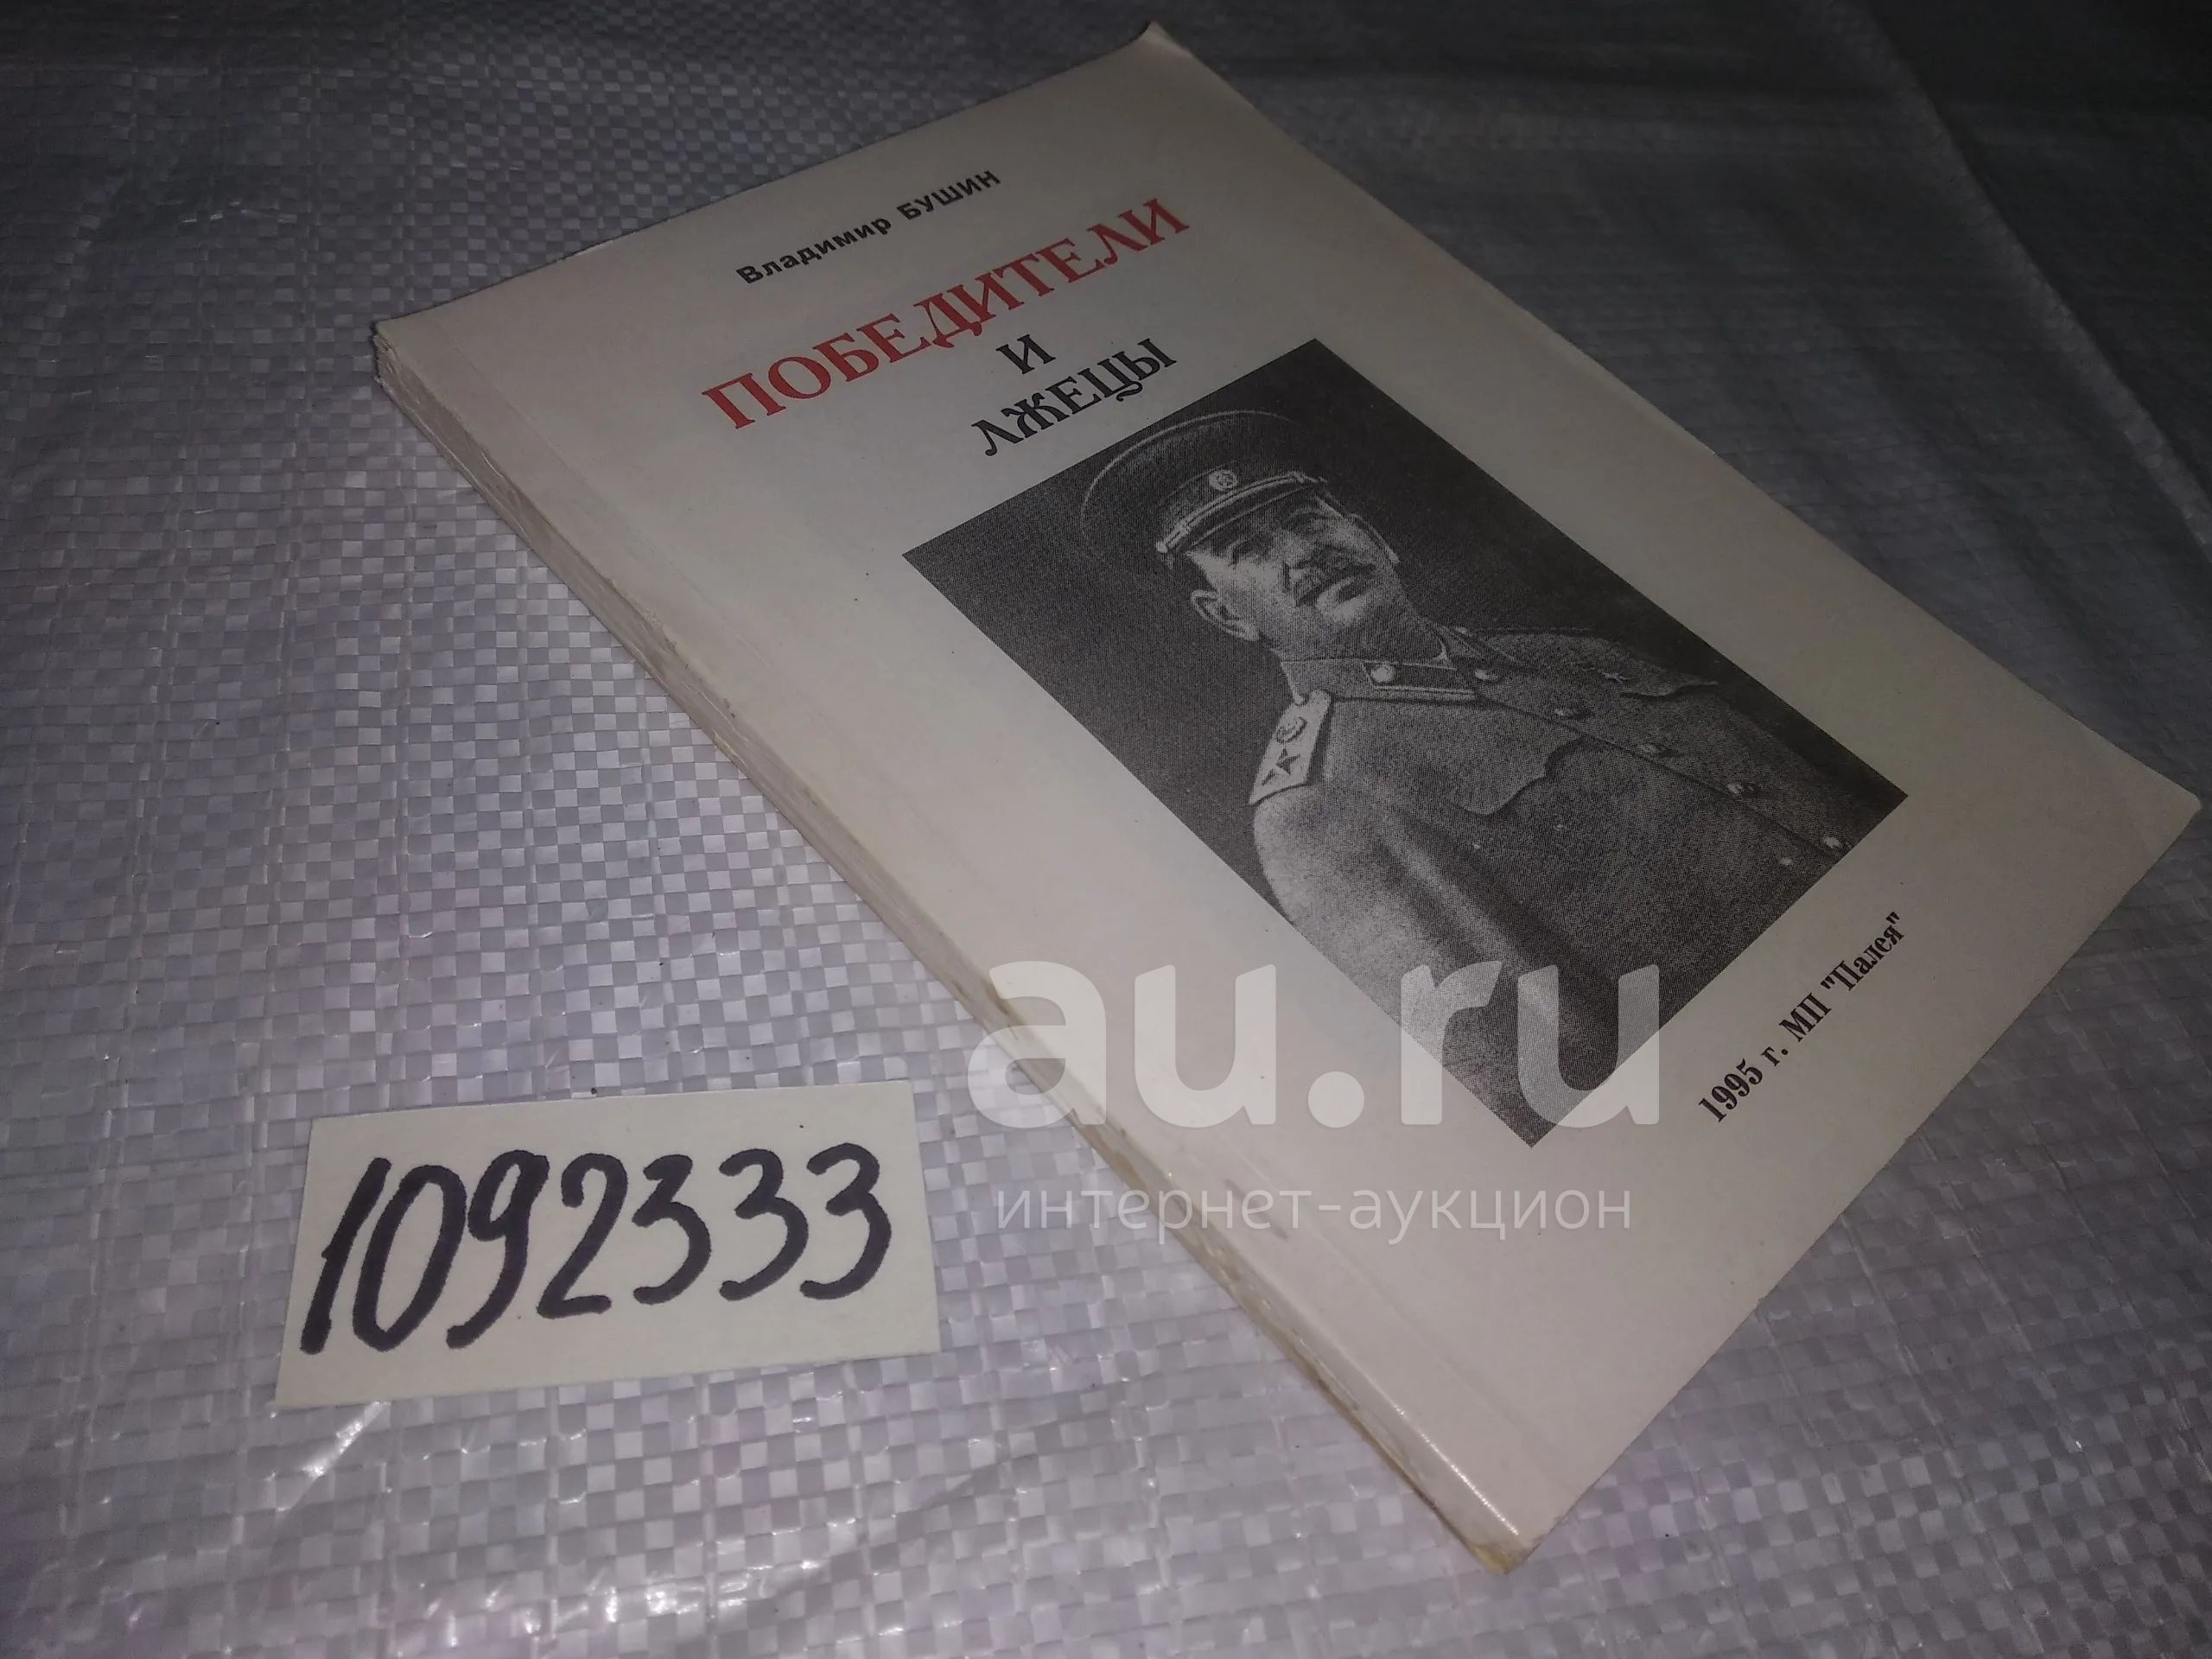 Владимир БУШИН
ПОБЕДИТЕЛИ
И
ЛЖЕЦЫ
1995 г. МП "Палея"
au.ru
интернет-аукцион
1092333